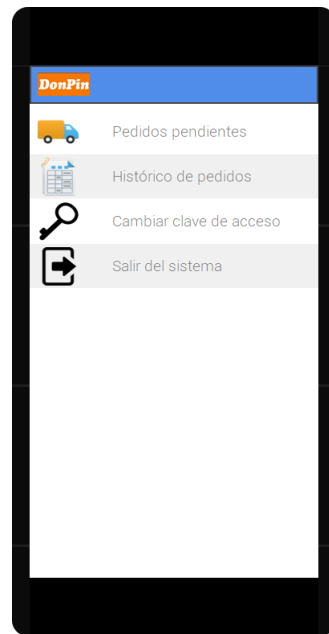 DonPin
Pedidos pendientes
Histórico de pedidos
Cambiar clave de acceso
Salir del sistema